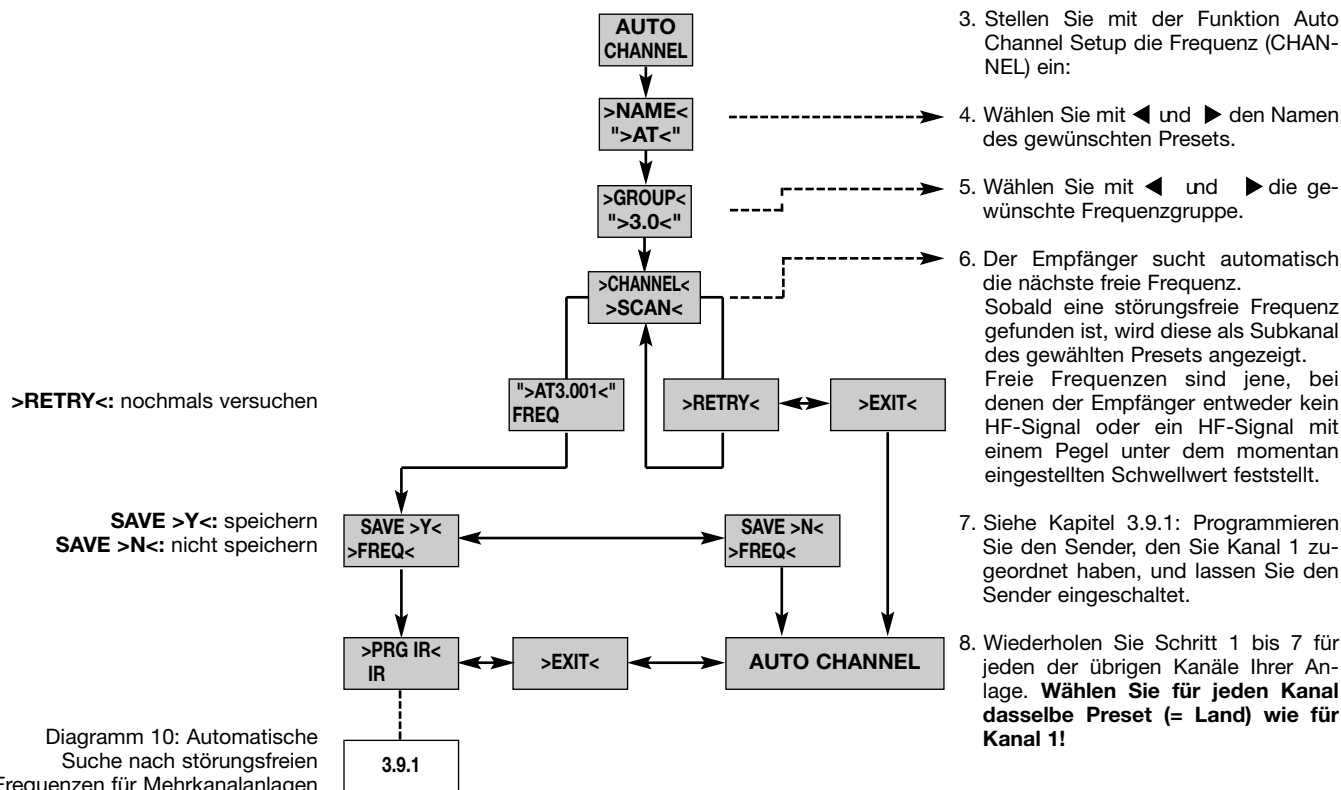 AUTO
CHANNEL
>NAME<
">AT<"
>GROUP<
">3.0<"
>CHANNEL<
>SCAN<
">AT3.001<"
FREQ
>RETRY<
>EXIT<
>RETRY<: nochmals versuchen
SAVE >Y<: speichern
SAVE >N<: nicht speichern
SAVE >Y<
>FREQ<
SAVE >N<
>FREQ<
>PRG IR<
IR
>EXIT<
AUTO CHANNEL
3.9.1
Diagramm 10: Automatische
Suche nach störungsfreien
Frequenzen für Mehrkanalanlagen
3. Stellen Sie mit der Funktion Auto
Channel Setup die Frequenz (CHAN-
NEL) ein:
4. Wählen Sie mit ◀ und ▶ den Namen
des gewünschten Presets.
5. Wählen Sie mit ◀ und ▶ die ge-
wünschte Frequenzgruppe.
6. Der Empfänger sucht automatisch
die nächste freie Frequenz.
Sobald eine störungsfreie Frequenz
gefunden ist, wird diese als Subkanal
des gewählten Presets angezeigt.
Freie Frequenzen sind jene, bei
denen der Empfänger entweder kein
HF-Signal oder ein HF-Signal mit
einem Pegel unter dem momentan
eingestellten Schwellwert feststellt.
7. Siehe Kapitel 3.9.1: Programmieren
Sie den Sender, den Sie Kanal 1 zu-
geordnet haben, und lassen Sie den
Sender eingeschaltet.
8. Wiederholen Sie Schritt 1 bis 7 für
jeden der übrigen Kanäle Ihrer An-
lage. Wählen Sie für jeden Kanal
dasselbe Preset (= Land) wie für
Kanal 1!